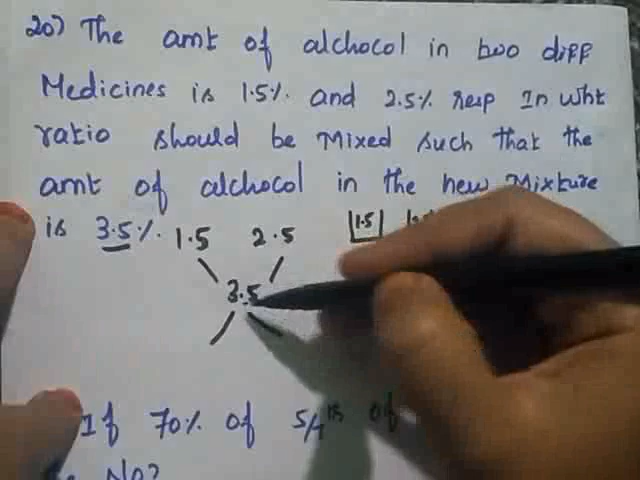 20) The amt of alchocol in two diff
Medicines is 1.5% and 2.5% resp In wht
ratio should be Mixed such that the
amt of alchocol in the new Mixture
is 3.5%. 1.5 2.5 1.5
3.5
If 70% of of
No?